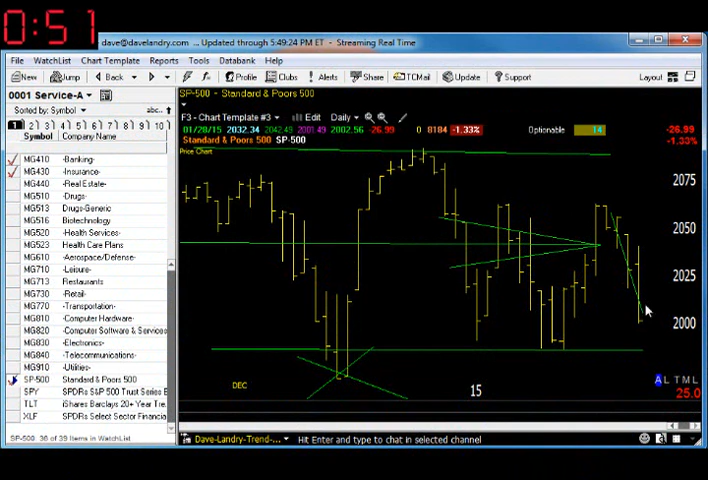 0:51
dave@davelandry.com ... Updated through 5:49:24 PM ET - Streaming Real Time
File WatchList Chart Template Reports Tools Databank Help
New Jump Back Profile Clubs Alerts Share TCMail Update Support Layout
0001 Service-A
SP-500 - Standard & Poors 500
Sorted by: Symbol abc..
F3 - Chart Template #3 Edit Daily
1 2 3 4 5 6 7 8 9 10
01/28/15 2032.34 2042.49 2001.49 2002.56 -26.99 0 8184 -1.33% Optionable 14 -26.99
Symbol Company Name
Standard & Poors 500 SP-500 -1.33%
Price Chart
MG410 -Banking-
MG430 -Insurance-
MG440 -Real Estate-
MG510 -Drugs-
MG513 Drugs-Generic
MG516 Biotechnology
MG520 -Health Services-
MG523 Health Care Plans
MG610 -Aerospace/Defense-
MG710 -Leisure-
MG713 Restaurants
MG730 -Retail-
MG770 -Transportation-
MG810 -Computer Hardware-
MG820 -Computer Software & Services
MG830 -Electronics-
MG840 -Telecommunications-
MG910 -Utilities-
SP-500 Standard & Poors 500
SPY SPDRs S&P 500 Trust Series E
TLT iShares Barclays 20+ Year Tre.
XLF SPDRs Select Sector Financia
2075
2050
2025
2000
A L T M L
DEC 15 25.0
SP-500 36 of 39 Items in WatchList
Dave-Landry-Trend-... Hit Enter and type to chat in selected channel